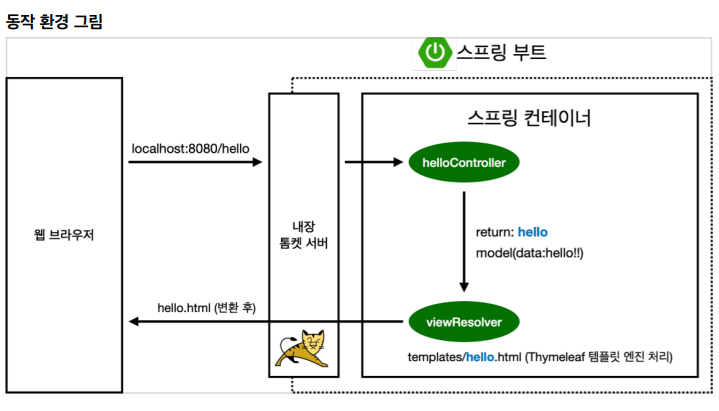 동작 환경 그림
스프링 부트
스프링 컨테이너
localhost:8080/hello
helloController
웹 브라우저
내장
톰켓 서버
return: hello
model(data:hello!!)
hello.html (변환 후)
viewResolver
templates/hello.html (Thymeleaf 템플릿 엔진 처리)